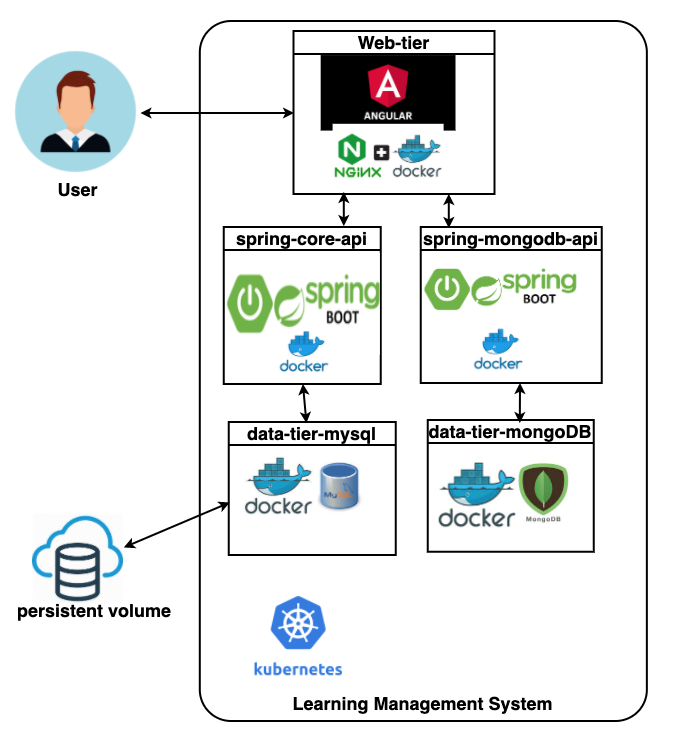 Web-tier
ANGULAR
NGINX
docker
User
spring-core-api
spring
BOOT
docker
spring-mongodb-api
spring
BOOT
docker
data-tier-mysql
docker
MySQL
data-tier-mongoDB
docker
MongoDB
persistent volume
kubernetes
Learning Management System